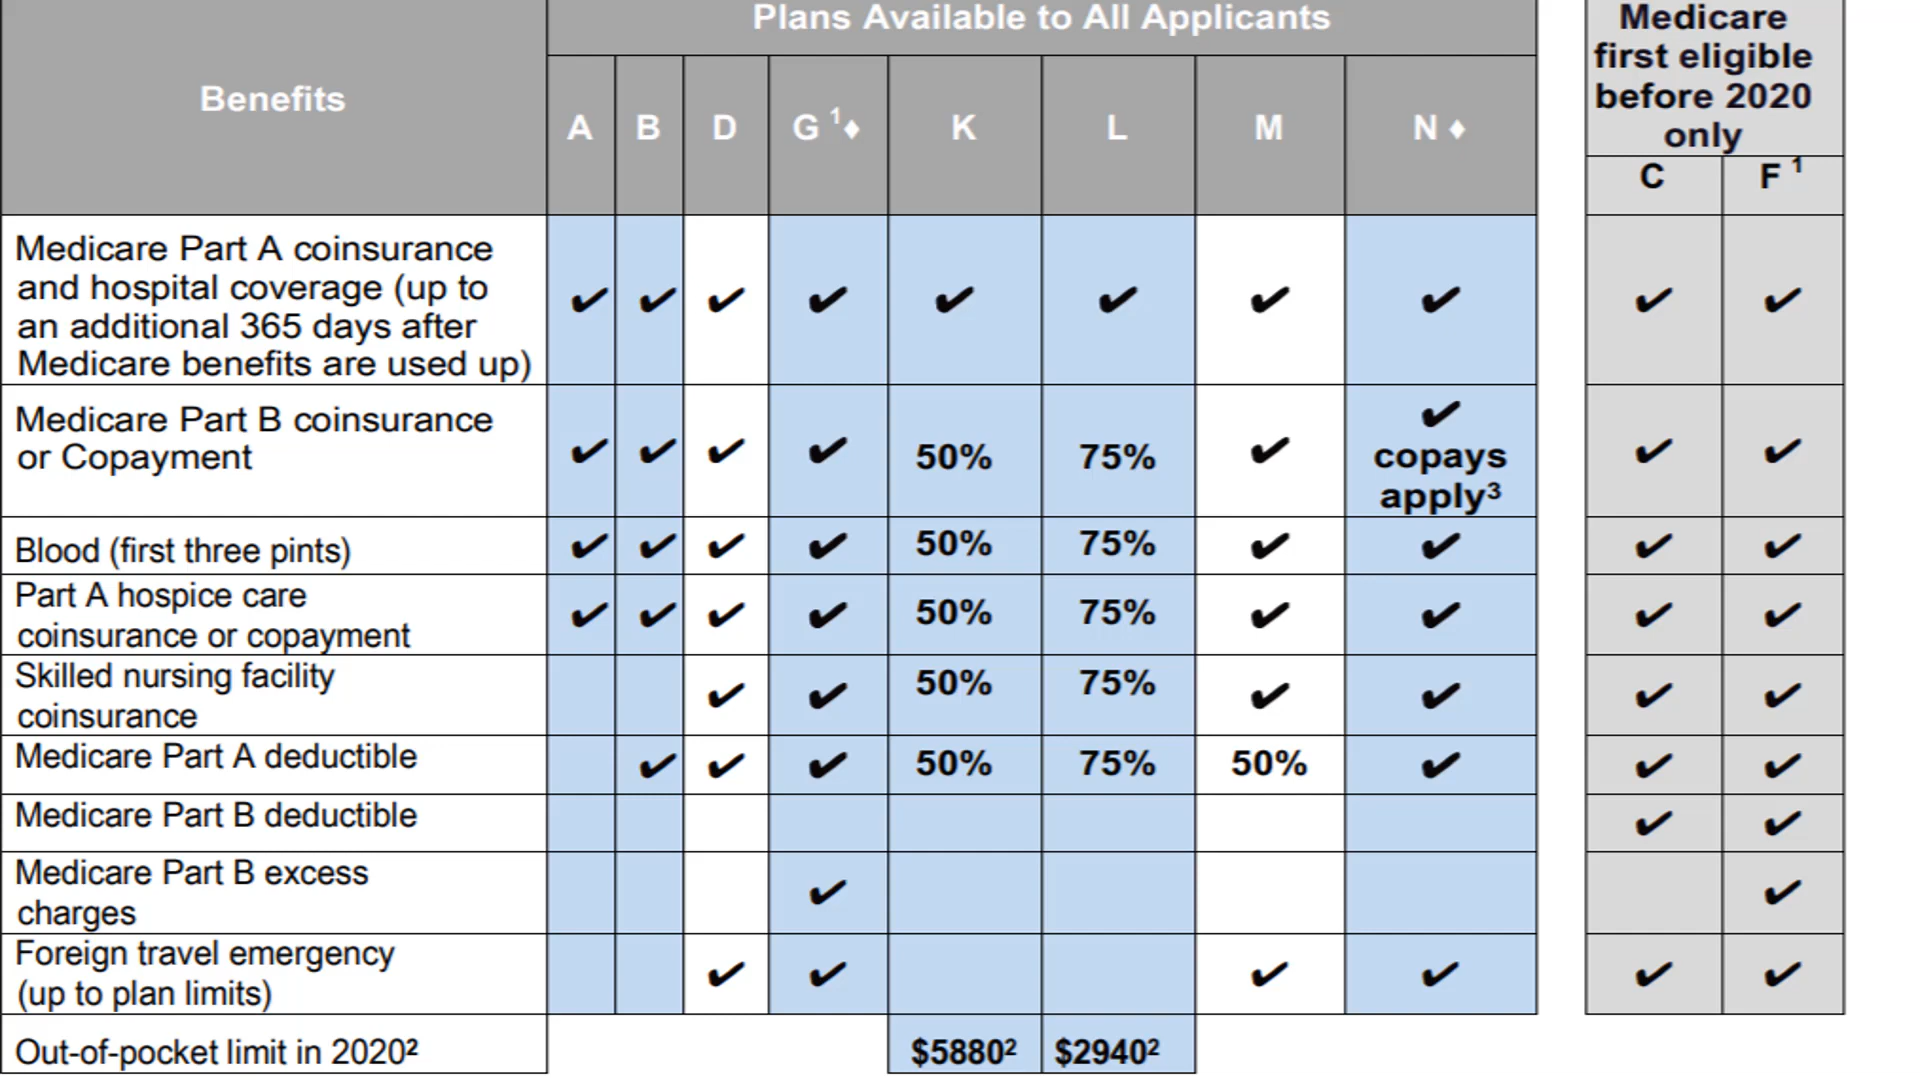 Plans Available to All Applicants
Medicare
first eligible
before 2020
only
Benefits
A B D G ¹♦ K L M N ♦
C F ¹
Medicare Part A coinsurance
and hospital coverage (up to
an additional 365 days after
Medicare benefits are used up)
✔ ✔ ✔ ✔ ✔ ✔ ✔ ✔ ✔ ✔
Medicare Part B coinsurance
or Copayment
✔ ✔ ✔ ✔ 50% 75% ✔ ✔
copays
apply³
✔ ✔
Blood (first three pints)
✔ ✔ ✔ ✔ 50% 75% ✔ ✔ ✔ ✔
Part A hospice care
coinsurance or copayment
✔ ✔ ✔ ✔ 50% 75% ✔ ✔ ✔ ✔
Skilled nursing facility
coinsurance
✔ ✔ 50% 75% ✔ ✔ ✔ ✔
Medicare Part A deductible
✔ ✔ ✔ 50% 75% 50% ✔ ✔ ✔
Medicare Part B deductible
✔ ✔
Medicare Part B excess
charges
✔ ✔
Foreign travel emergency
(up to plan limits)
✔ ✔ ✔ ✔ ✔ ✔
Out-of-pocket limit in 2020²
$5880² $2940²